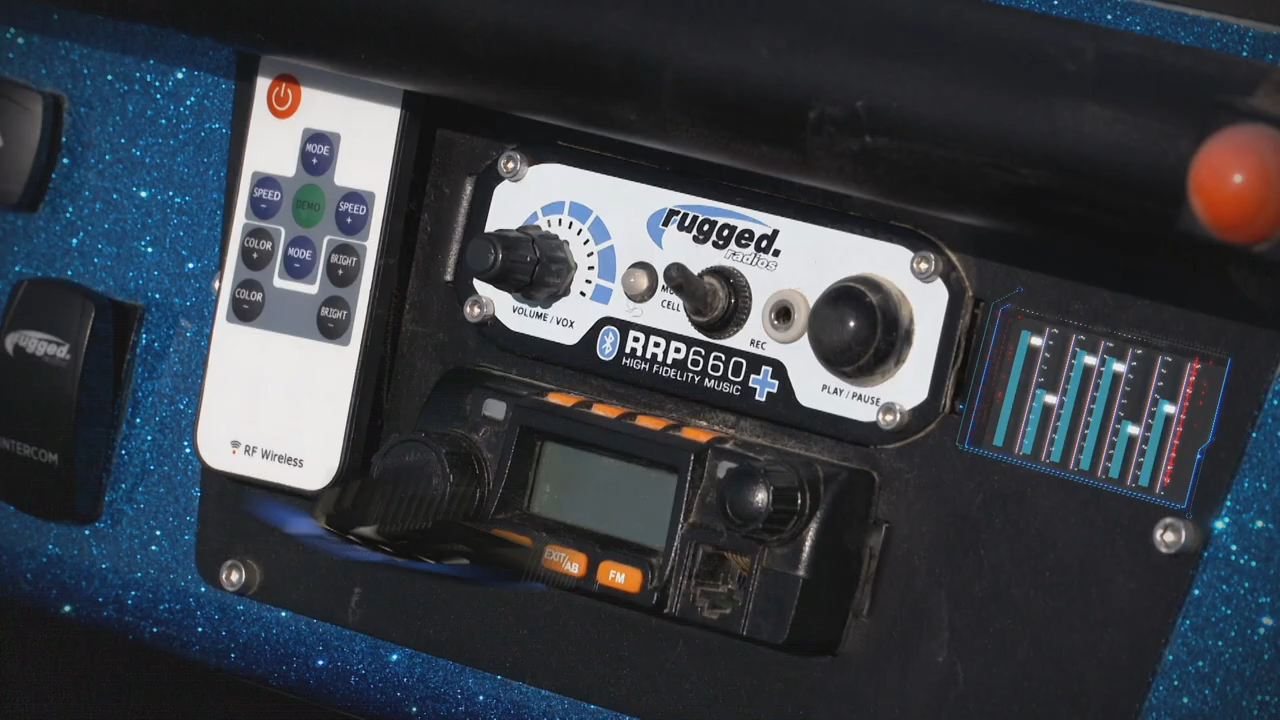 MODE
+
SPEED
−
DEMO
SPEED
+
COLOR
+
MODE
−
BRIGHT
+
COLOR
−
BRIGHT
−
RF Wireless
rugged.
INTERCOM
rugged.
radios
VOLUME / VOX
CELL
REC
PLAY / PAUSE
RRP660
HIGH FIDELITY MUSIC
EXIT/AB
FM